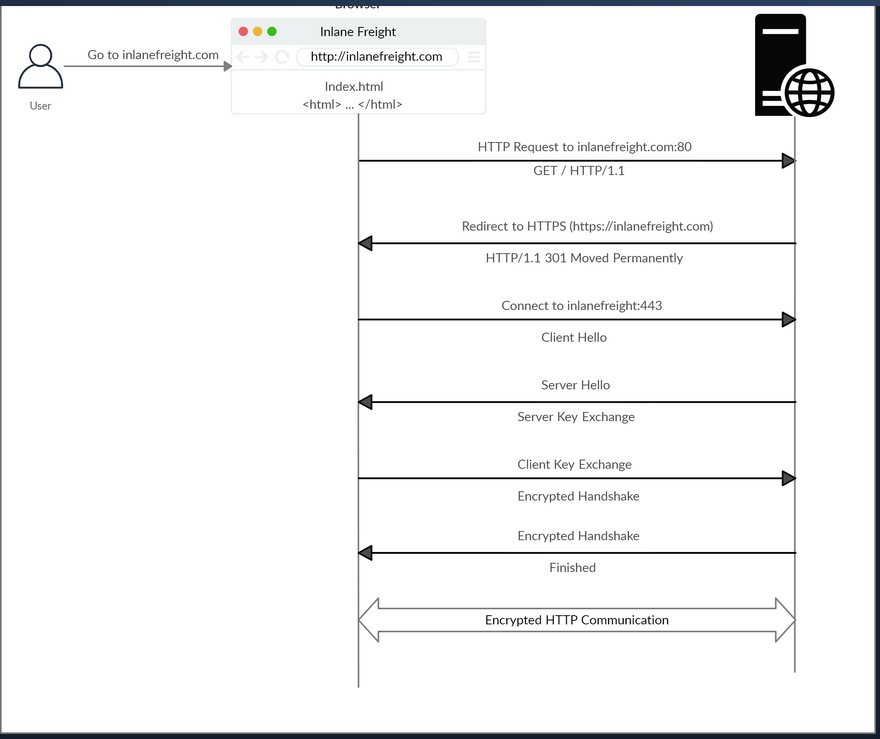 Browser
Inlane Freight
Go to inlanefreight.com
http://inlanefreight.com
Index.html
<html> ... </html>
User
HTTP Request to inlanefreight.com:80
GET / HTTP/1.1
Redirect to HTTPS (https://inlanefreight.com)
HTTP/1.1 301 Moved Permanently
Connect to inlanefreight:443
Client Hello
Server Hello
Server Key Exchange
Client Key Exchange
Encrypted Handshake
Encrypted Handshake
Finished
Encrypted HTTP Communication